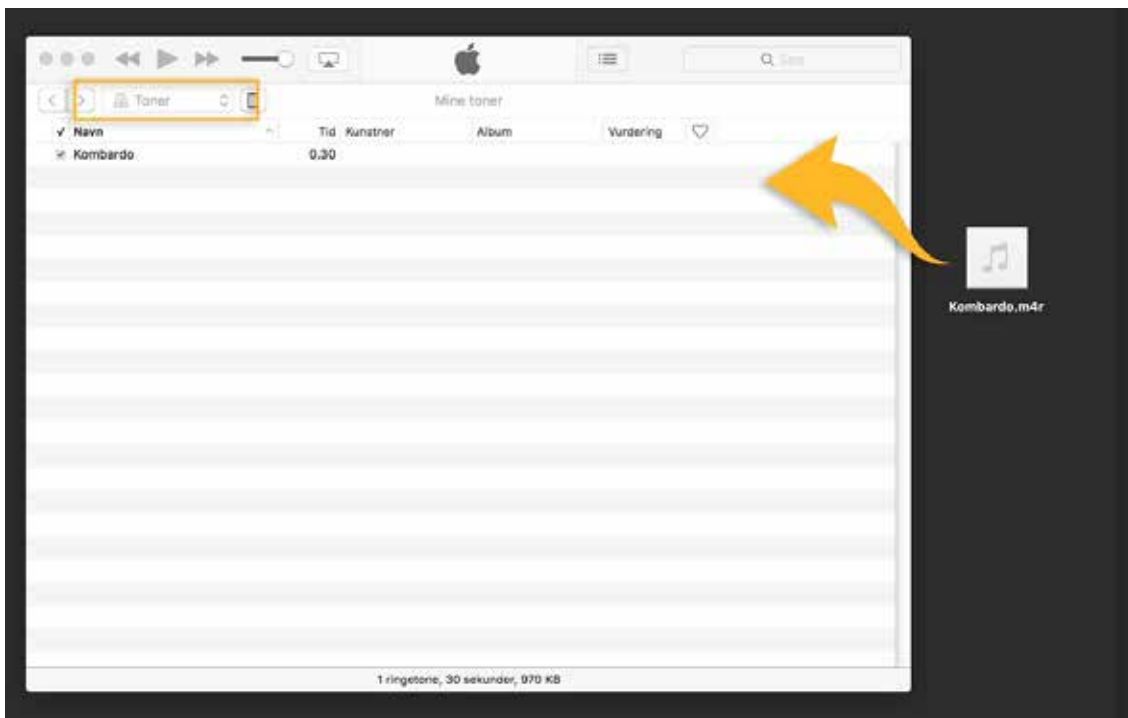 Toner
Mine toner
✓ Navn Tid Kunstner Album Vurdering
Kombardo 0.30
Kombardo.m4r
1 ringetone, 30 sekunder, 970 KB